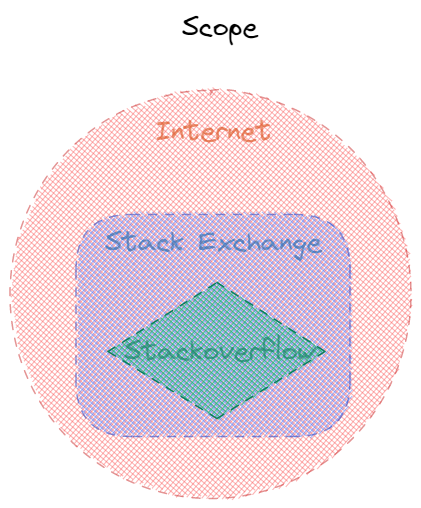 Scope
Internet
Stack Exchange
Stackoverflow